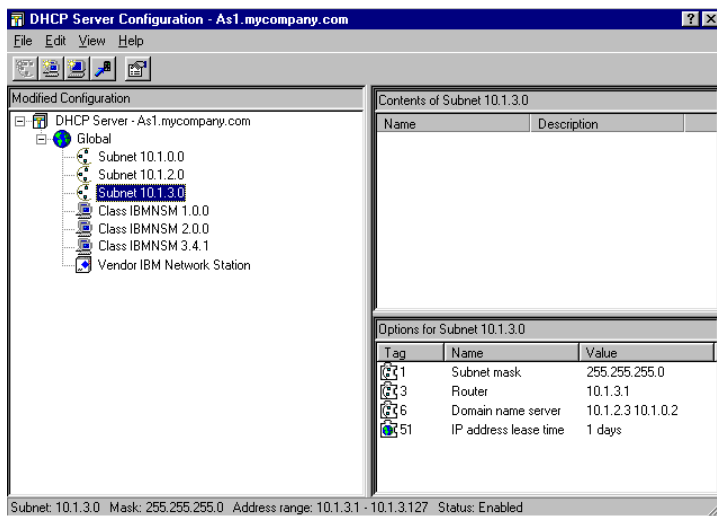 DHCP Server Configuration - As1.mycompany.com
File Edit View Help
Modified Configuration
DHCP Server - As1.mycompany.com
Global
Subnet 10.1.0.0
Subnet 10.1.2.0
Subnet 10.1.3.0
Class IBMNSM 1.0.0
Class IBMNSM 2.0.0
Class IBMNSM 3.4.1
Vendor IBM Network Station
Contents of Subnet 10.1.3.0
Name Description
Options for Subnet 10.1.3.0
Tag Name Value
1 Subnet mask 255.255.255.0
3 Router 10.1.3.1
6 Domain name server 10.1.2.3 10.1.0.2
51 IP address lease time 1 days
Subnet: 10.1.3.0 Mask: 255.255.255.0 Address range: 10.1.3.1 - 10.1.3.127 Status: Enabled